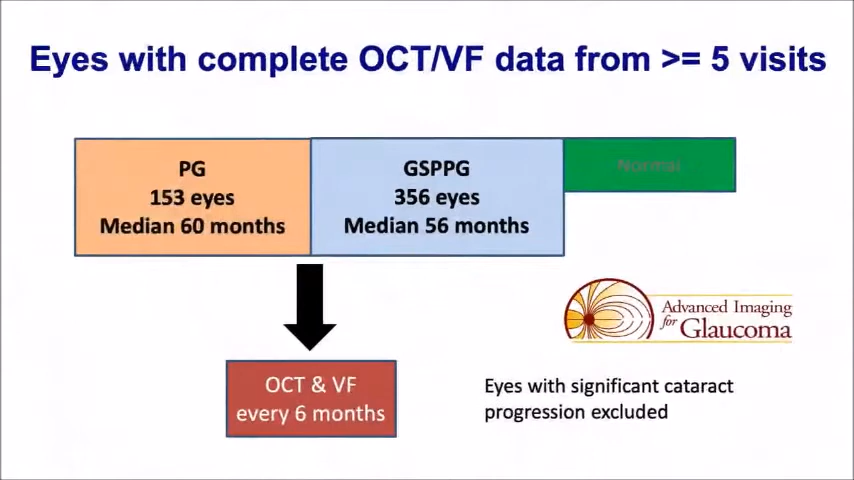 Eyes with complete OCT/VF data from >= 5 visits
PG
153 eyes
Median 60 months
GSPPG
356 eyes
Median 56 months
Normal
Advanced Imaging
for Glaucoma
OCT & VF
every 6 months
Eyes with significant cataract
progression excluded